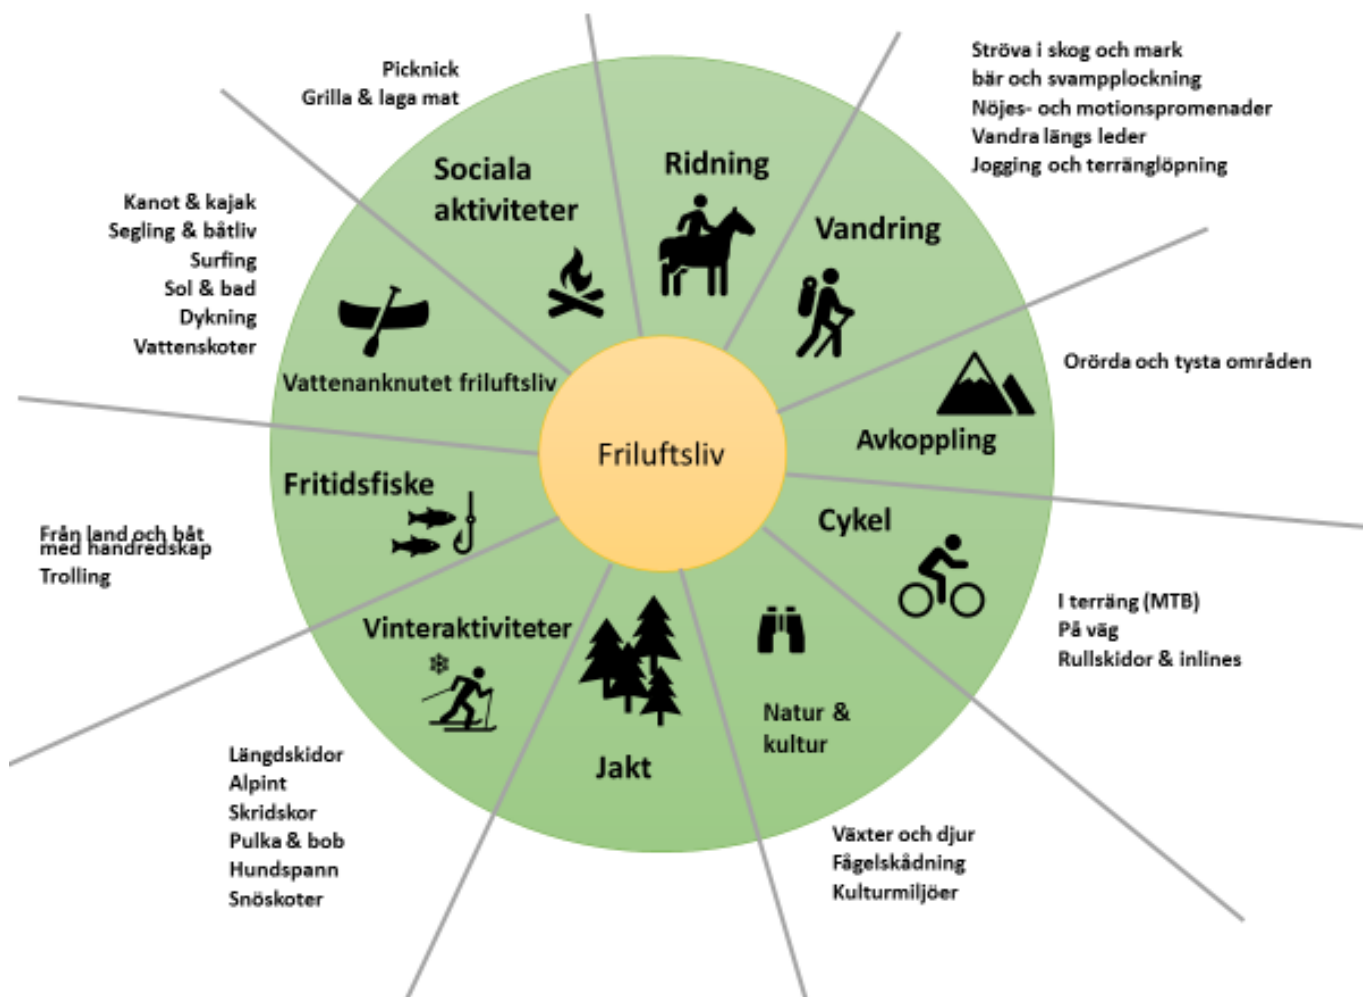 Picknick
Grilla & laga mat
Sociala
aktiviteter
Ridning
Ströva i skog och mark
bär och svampplockning
Nöjes- och motionspromenader
Vandra längs leder
Jogging och terränglöpning
Vandring
Kanot & kajak
Segling & båtliv
Surfing
Sol & bad
Dykning
Vattenskoter
Vattenanknutet friluftsliv
Orörda och tysta områden
Avkoppling
Friluftsliv
Fritidsfiske
Från land och båt
med handredskap
Trolling
Cykel
I terräng (MTB)
På väg
Rullskidor & inlines
Vinteraktiviteter
Längdskidor
Alpint
Skridskor
Pulka & bob
Hundspann
Snöskoter
Jakt
Natur &
kultur
Växter och djur
Fågelskådning
Kulturmiljöer